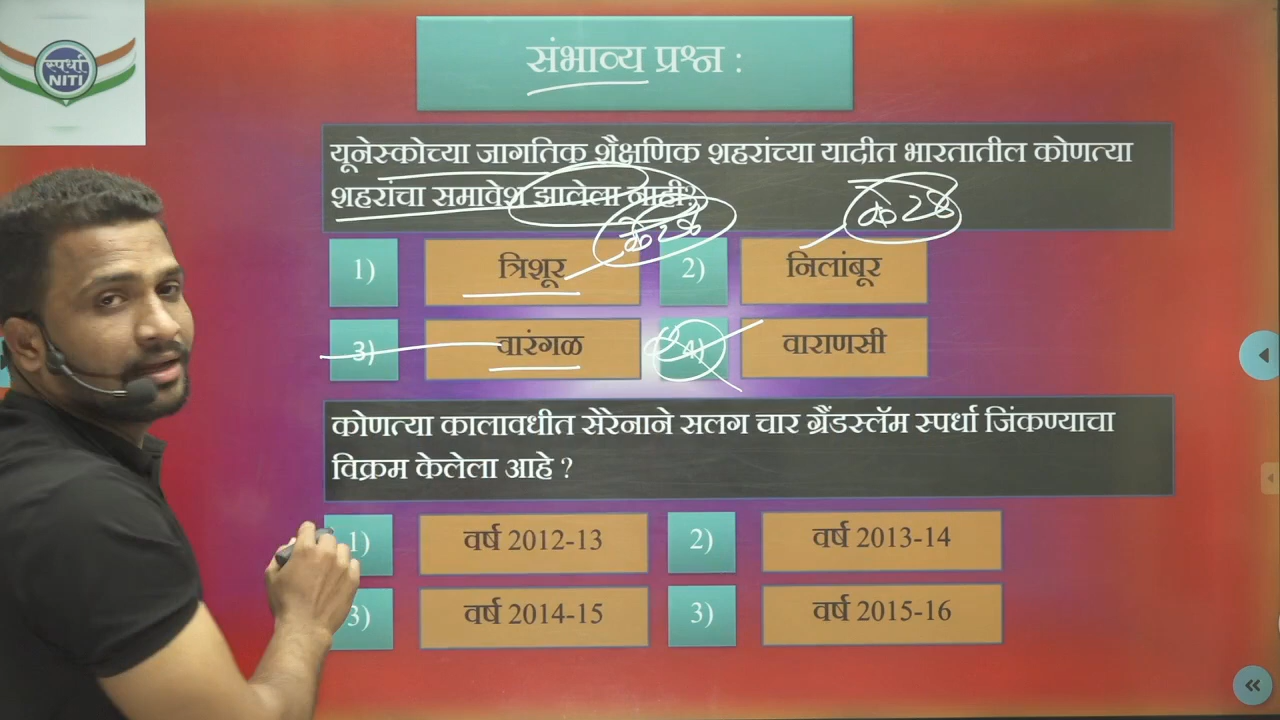 स्पर्धा
NITI
संभाव्य प्रश्न :
यूनेस्कोच्या जागतिक शैक्षणिक शहरांच्या यादीत भारतातील कोणत्या
शहरांचा समावेश झालेला नाही?
1) त्रिशूर 2) निलांबूर
3) वारंगळ 4) वाराणसी
कोणत्या कालावधीत सेरेनाने सलग चार ग्रँडस्लॅम स्पर्धा जिंकण्याचा
विक्रम केलेला आहे ?
1) वर्ष 2012-13 2) वर्ष 2013-14
3) वर्ष 2014-15 3) वर्ष 2015-16